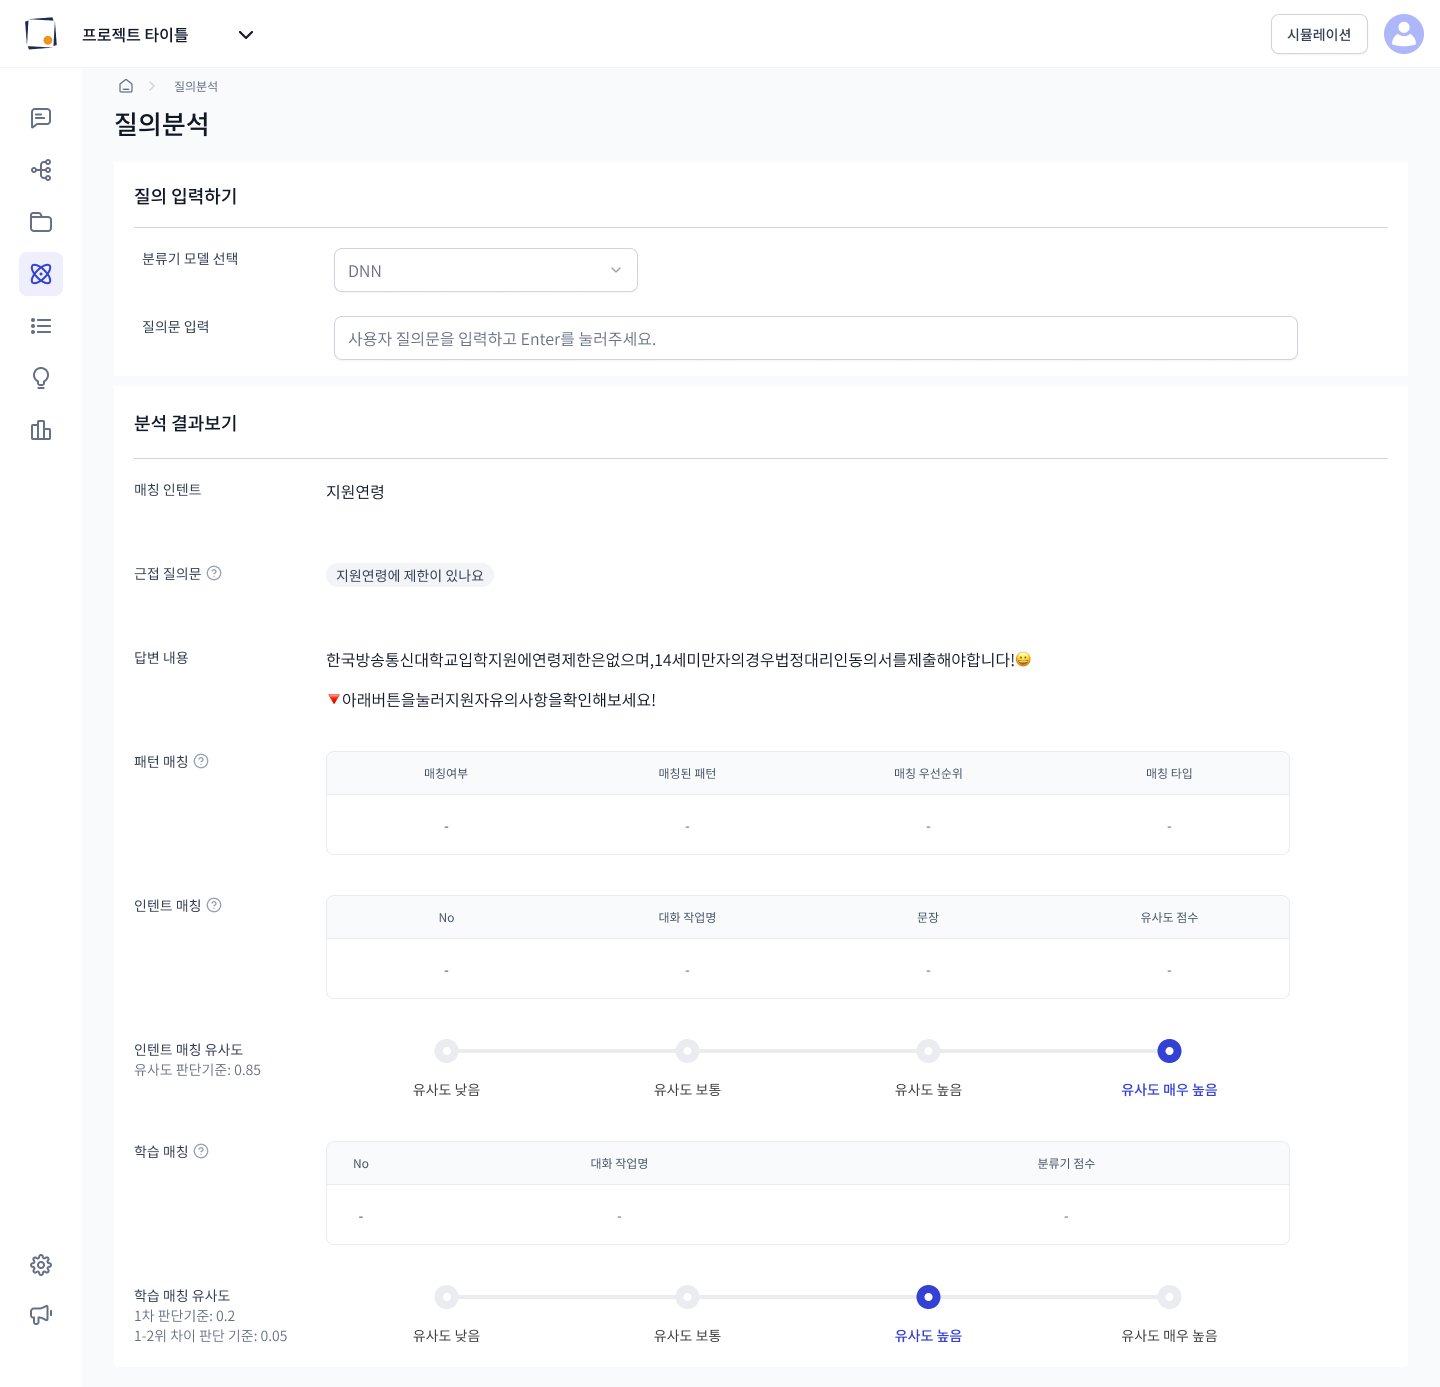 프로젝트 타이틀
시뮬레이션
질의분석
질의분석
질의 입력하기
분류기 모델 선택
DNN
질의문 입력
사용자 질의문을 입력하고 Enter를 눌러주세요.
분석 결과보기
매칭 인텐트
지원연령
근접 질의문
지원연령에 제한이 있나요
답변 내용
한국방송통신대학교입학지원에연령제한은없으며,14세미만자의경우법정대리인동의서를제출해야합니다!😀
🔻아래버튼을눌러지원자유의사항을확인해보세요!
패턴 매칭
매칭여부 매칭된 패턴 매칭 우선순위 매칭 타입
- - - -
인텐트 매칭
No 대화 작업명 문장 유사도 점수
- - - -
인텐트 매칭 유사도
유사도 판단기준: 0.85
유사도 낮음 유사도 보통 유사도 높음 유사도 매우 높음
학습 매칭
No 대화 작업명 분류기 점수
- - -
학습 매칭 유사도
1차 판단기준: 0.2
1-2위 차이 판단 기준: 0.05
유사도 낮음 유사도 보통 유사도 높음 유사도 매우 높음